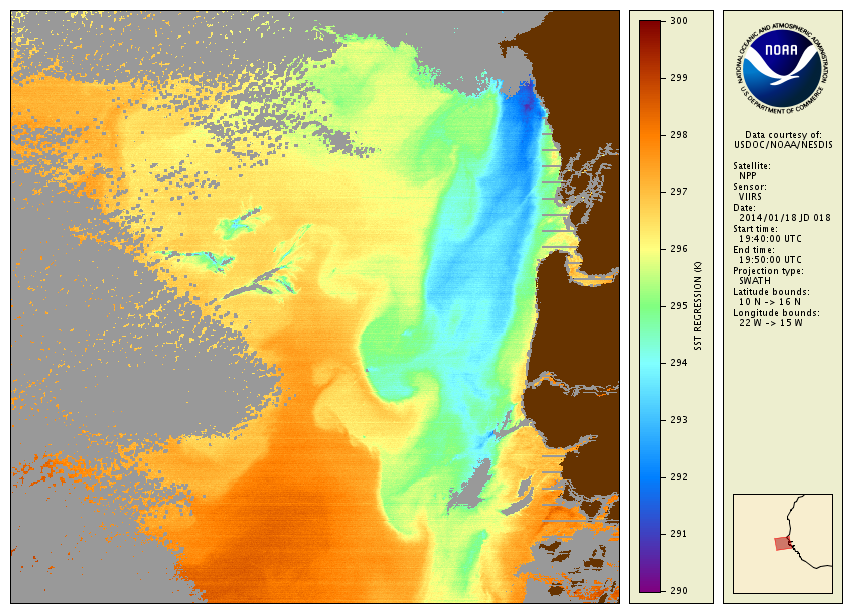 300
299
298
297
296
295
294
293
292
291
290
SST REGRESSION (K)
NATIONAL OCEANIC AND ATMOSPHERIC ADMINISTRATION
NOAA
U.S. DEPARTMENT OF COMMERCE
Data courtesy of:
USDOC/NOAA/NESDIS
Satellite:
NPP
Sensor:
VIIRS
Date:
2014/01/18 JD 018
Start time:
19:40:00 UTC
End time:
19:50:00 UTC
Projection type:
SWATH
Latitude bounds:
10 N -> 16 N
Longitude bounds:
22 W -> 15 W